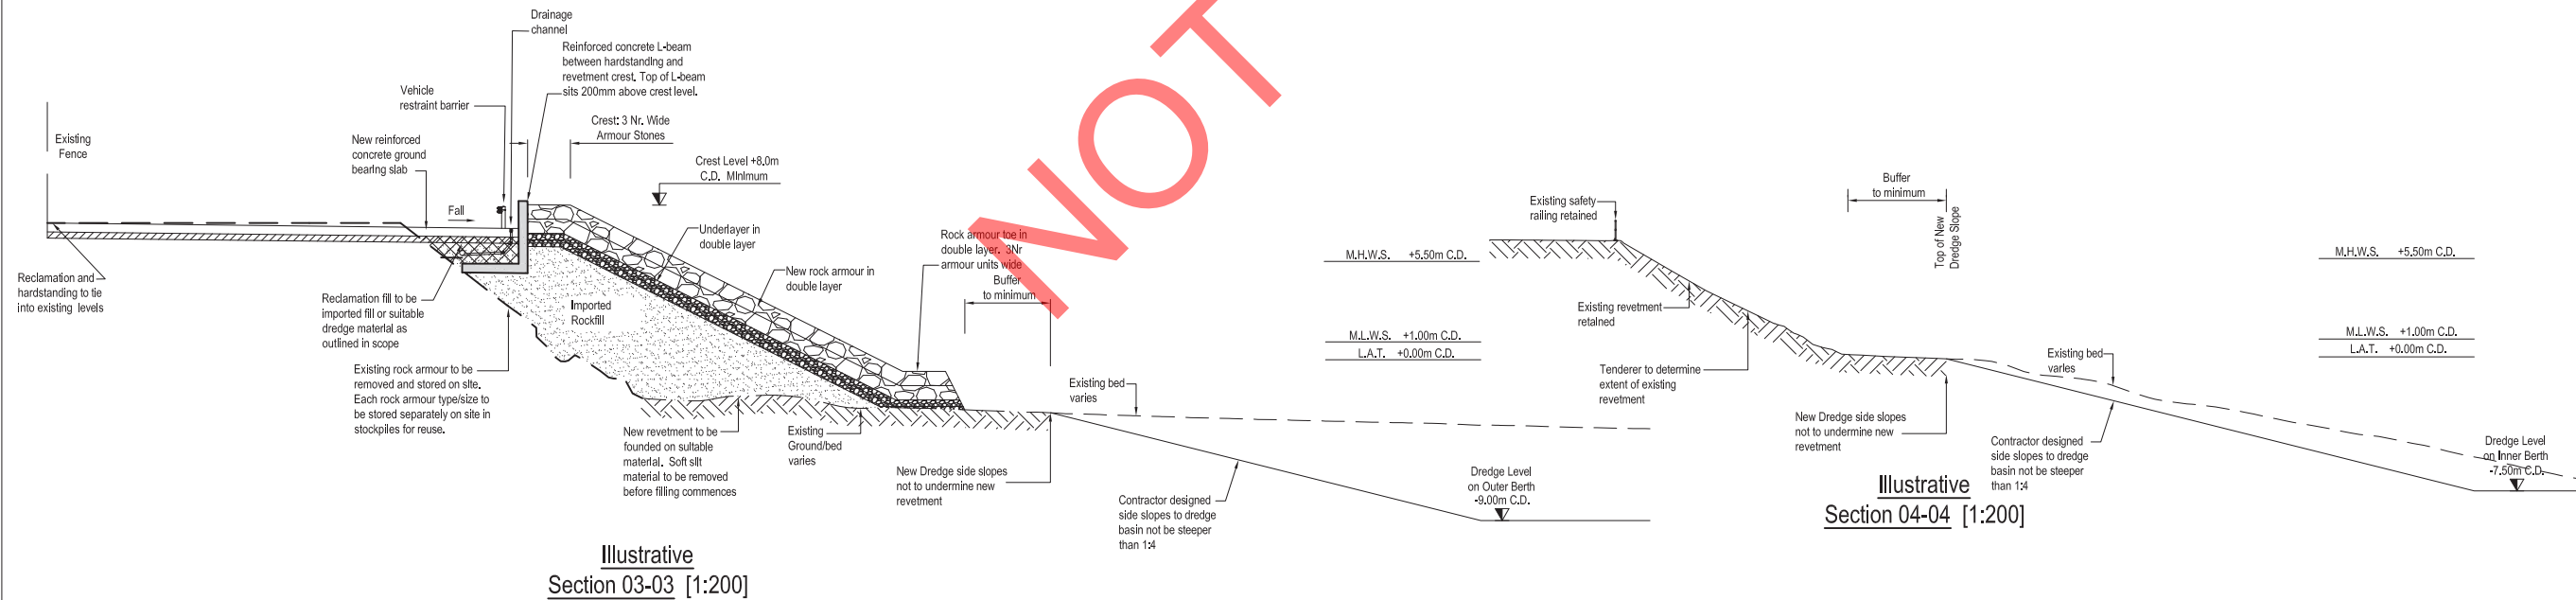 Drainage
channel
Reinforced concrete L-beam
between hardstanding and
revetment crest. Top of L-beam
sits 200mm above crest level.
Vehicle
restraint barrier
Crest: 3 Nr. Wide
Armour Stones
Existing
Fence
New reinforced
concrete ground
bearing slab
Crest Level +8.0m
C.D. Minimum
Fall
Underlayer in
double layer
Rock armour toe in
double layer. 3Nr
armour units wide
Buffer
to minimum
New rock armour in
double layer
Reclamation and
hardstanding to tie
into existing levels
Reclamation fill to be
imported fill or suitable
dredge material as
outlined in scope
Imported
Rockfill
Existing rock armour to be
removed and stored on site.
Each rock armour type/size to
be stored separately on site in
stockpiles for reuse.
New revetment to be
founded on suitable
material. Soft silt
material to be removed
before filling commences
Existing
Ground/bed
varies
New Dredge side slopes
not to undermine new
revetment
Existing bed
varies
Contractor designed
side slopes to dredge
basin not be steeper
than 1:4
Dredge Level
on Outer Berth
-9.00m C.D.
M.H.W.S. +5.50m C.D.
M.L.W.S. +1.00m C.D.
L.A.T. +0.00m C.D.
Illustrative
Section 03-03 [1:200]
NOT
Existing safety
railing retained
Buffer
to minimum
Top of New
Dredge Slope
Existing revetment
retained
Tenderer to determine
extent of existing
revetment
New Dredge side slopes
not to undermine new
revetment
Existing bed
varies
Contractor designed
side slopes to dredge
basin not be steeper
than 1:4
M.H.W.S. +5.50m C.D.
M.L.W.S. +1.00m C.D.
L.A.T. +0.00m C.D.
Dredge Level
on Inner Berth
-7.50m C.D.
Illustrative
Section 04-04 [1:200]